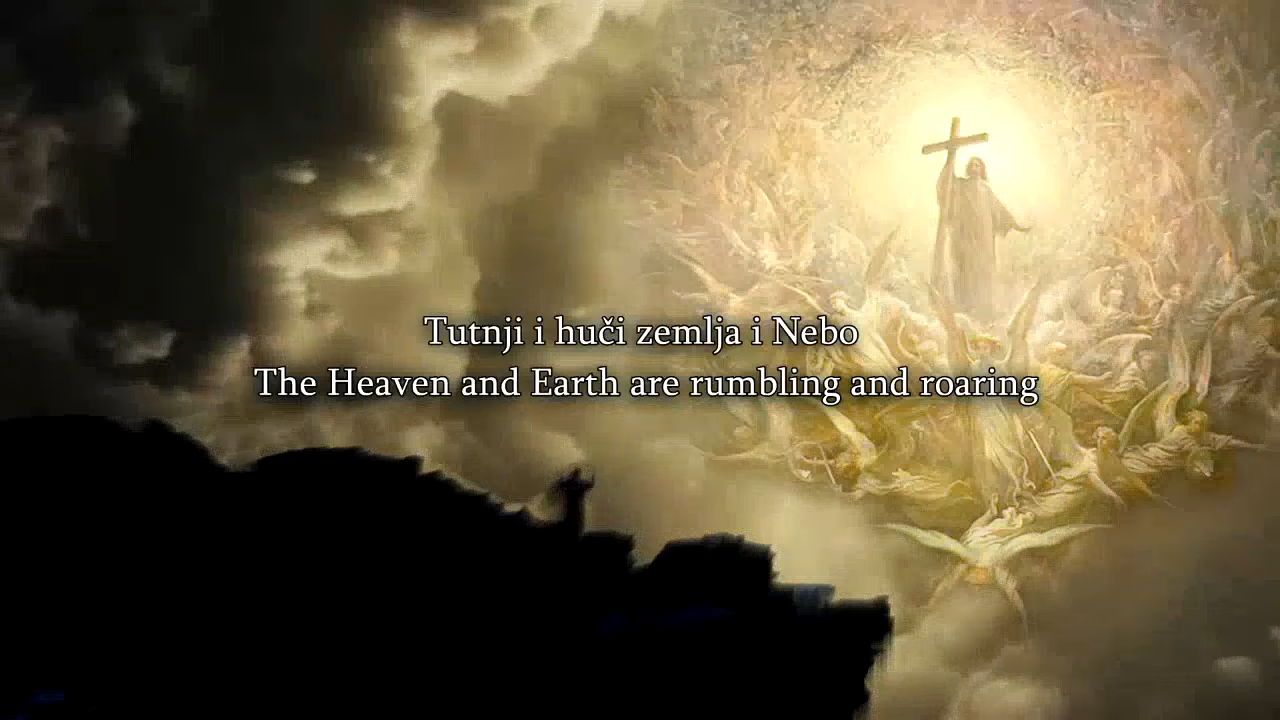 Tutnji i huči zemlja i Nebo
The Heaven and Earth are rumbling and roaring